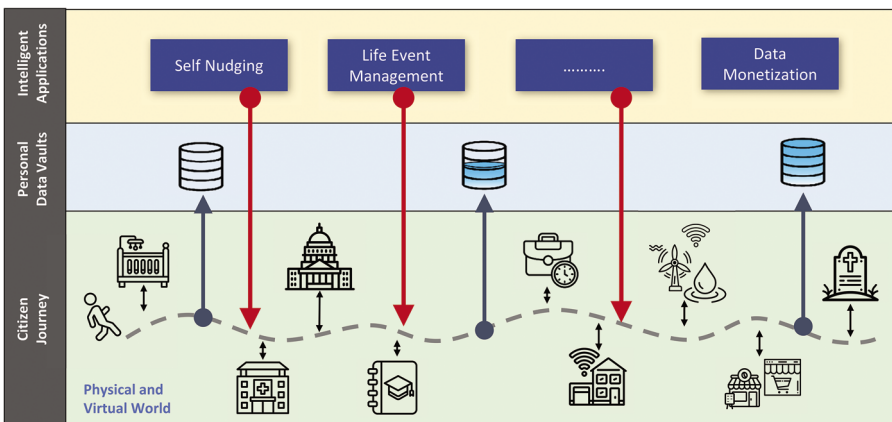 Intelligent
Applications
Self Nudging
Life Event
Management
..........
Data
Monetization
Personal
Data Vaults
Citizen
Journey
Physical and
Virtual World